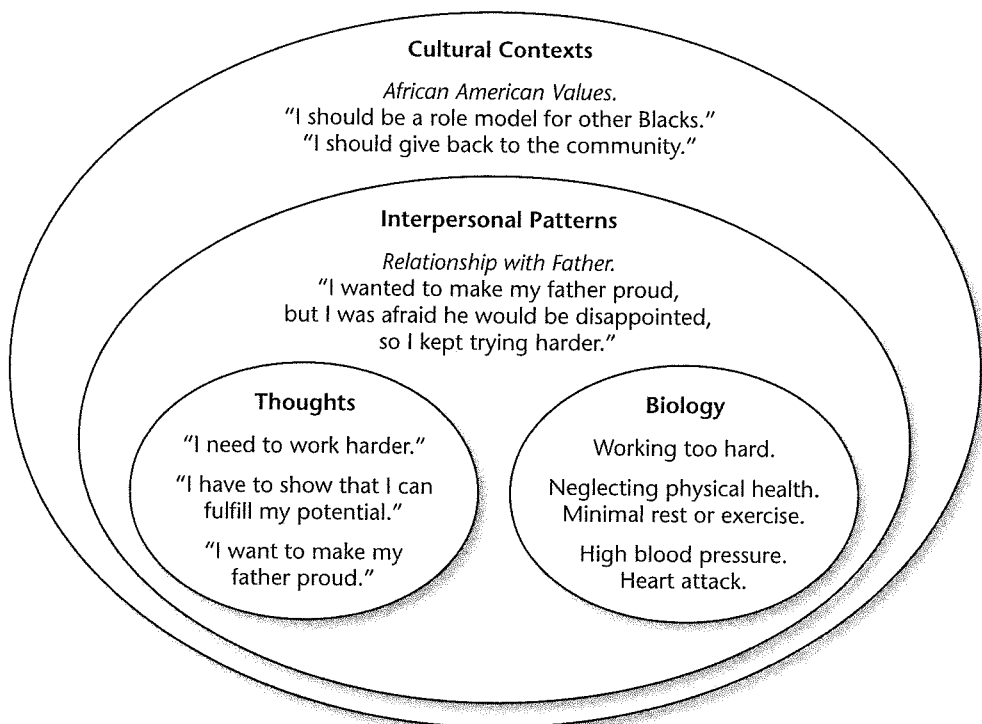 Cultural Contexts
African American Values.
“I should be a role model for other Blacks.”
“I should give back to the community.”
Interpersonal Patterns
Relationship with Father.
“I wanted to make my father proud,
but I was afraid he would be disappointed,
so I kept trying harder.”
Thoughts
“I need to work harder.”
“I have to show that I can
fulfill my potential.”
“I want to make my
father proud.”
Biology
Working too hard.
Neglecting physical health.
Minimal rest or exercise.
High blood pressure.
Heart attack.